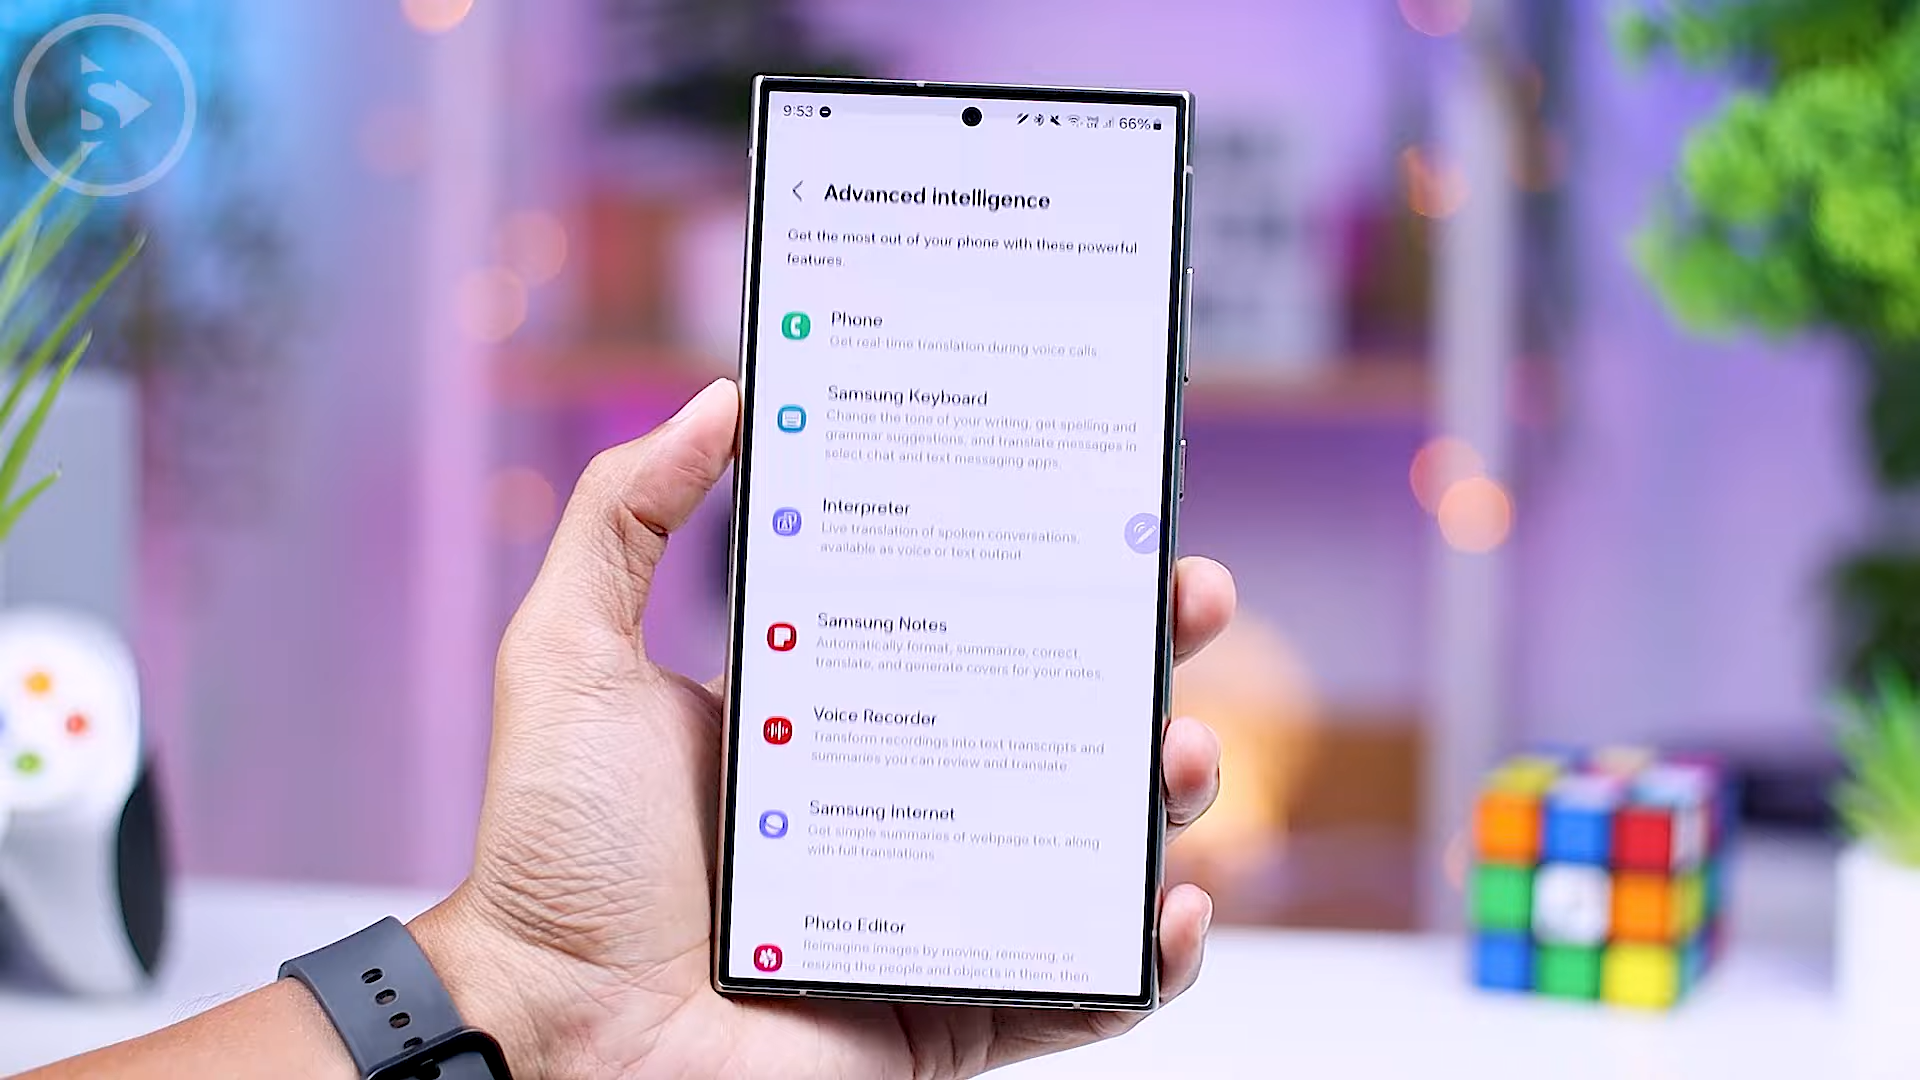 S
9:53
66%
Advanced intelligence
Get the most out of your phone with these powerful
features.
Phone
Get real-time translation during voice calls
Samsung Keyboard
Change the tone of your writing, get spelling and
grammar suggestions, and translate messages in
select chat and text messaging apps.
Interpreter
Live translation of spoken conversations,
available as voice or text output
Samsung Notes
Automatically format, summarize, correct,
translate, and generate covers for your notes.
Voice Recorder
Transform recordings into text transcripts and
summaries you can review and translate
Samsung Internet
Get simple summaries of webpage text, along
with full translations
Photo Editor
Reimagine images by moving, removing, or
resizing the people and objects in them, then